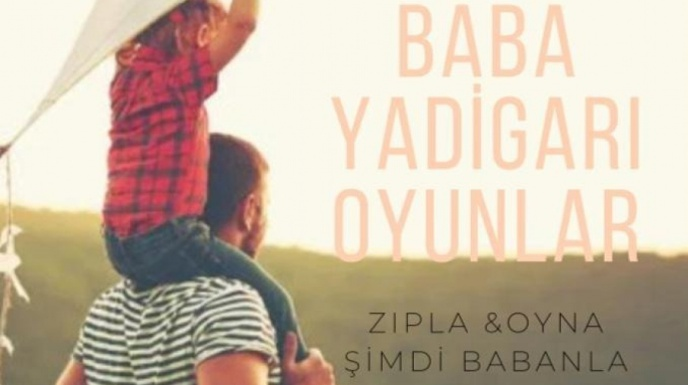 BABA
YADİGARI
OYUNLAR
ZIPLA &OYNA
ŞİMDİ BABANLA